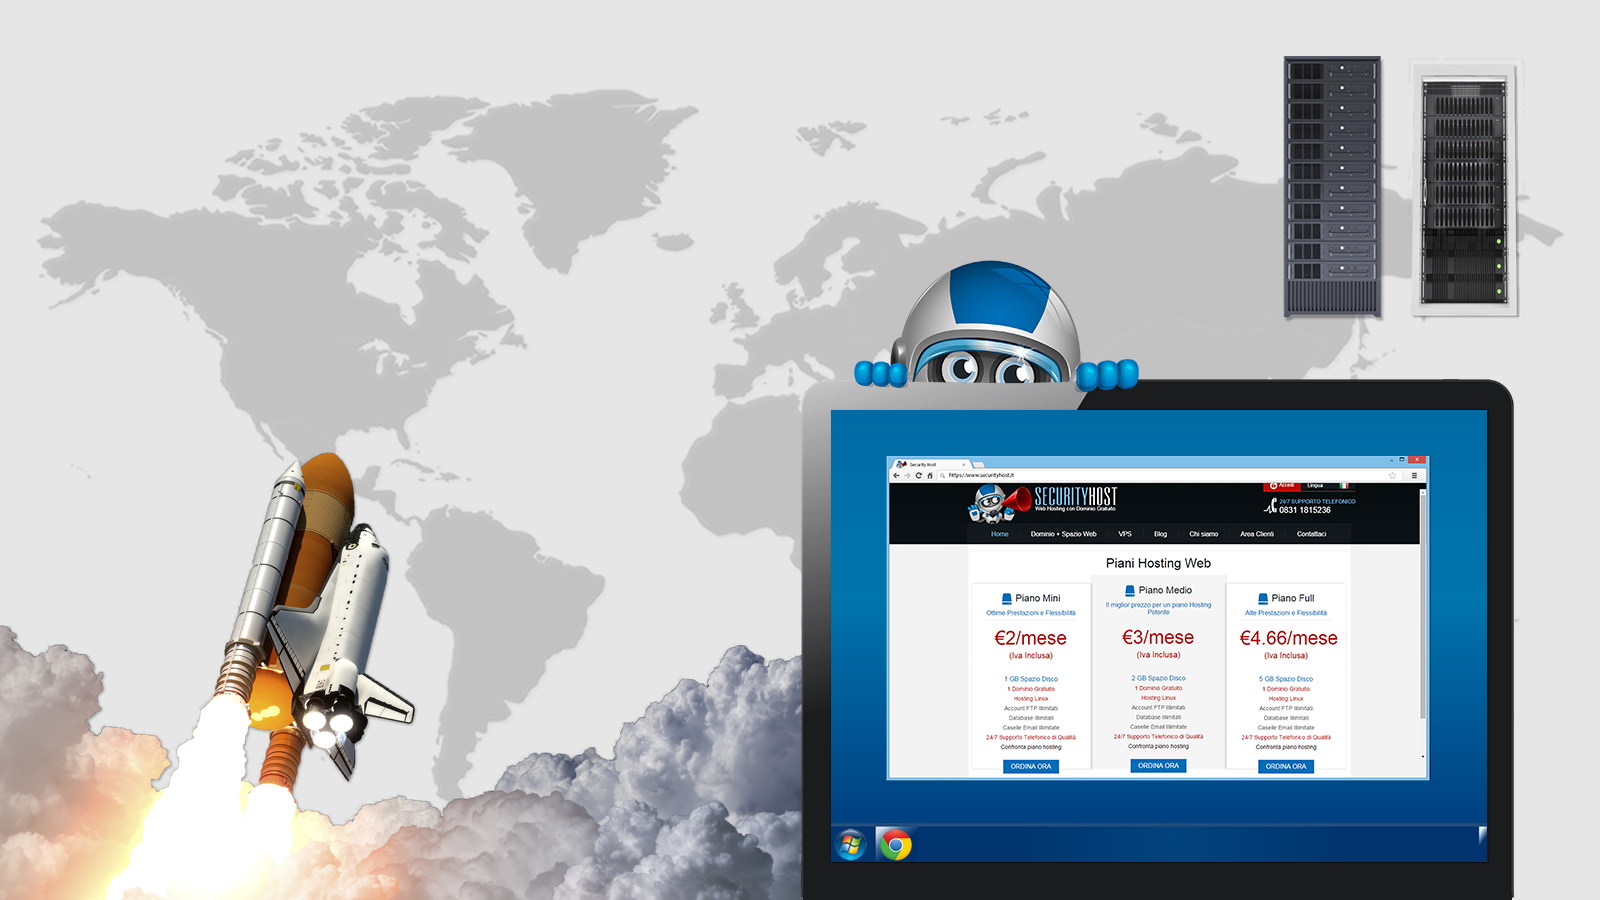 Security Host
https://www.securityhost.it
Accedi
Lingua
SECURITYHOST
Web Hosting con Dominio Gratuito
24/7 SUPPORTO TELEFONICO
0831 1815236
Home Dominio + Spazio Web VPS Blog Chi siamo Area Clienti Contattaci
Piani Hosting Web
Piano Mini
Ottime Prestazioni e Flessibilità
€2/mese
(Iva Inclusa)
1 GB Spazio Disco
1 Dominio Gratuito
Hosting Linux
Account FTP Illimitati
Database Illimitati
Caselle Email Illimitate
24/7 Supporto Telefonico di Qualità
Confronta piano hosting
ORDINA ORA
Piano Medio
Il miglior prezzo per un piano Hosting
Potente
€3/mese
(Iva Inclusa)
2 GB Spazio Disco
1 Dominio Gratuito
Hosting Linux
Account FTP Illimitati
Database Illimitati
Caselle Email Illimitate
24/7 Supporto Telefonico di Qualità
Confronta piano hosting
ORDINA ORA
Piano Full
Alte Prestazioni e Flessibilità
€4.66/mese
(Iva Inclusa)
5 GB Spazio Disco
1 Dominio Gratuito
Hosting Linux
Account FTP Illimitati
Database Illimitati
Caselle Email Illimitate
24/7 Supporto Telefonico di Qualità
Confronta piano hosting
ORDINA ORA